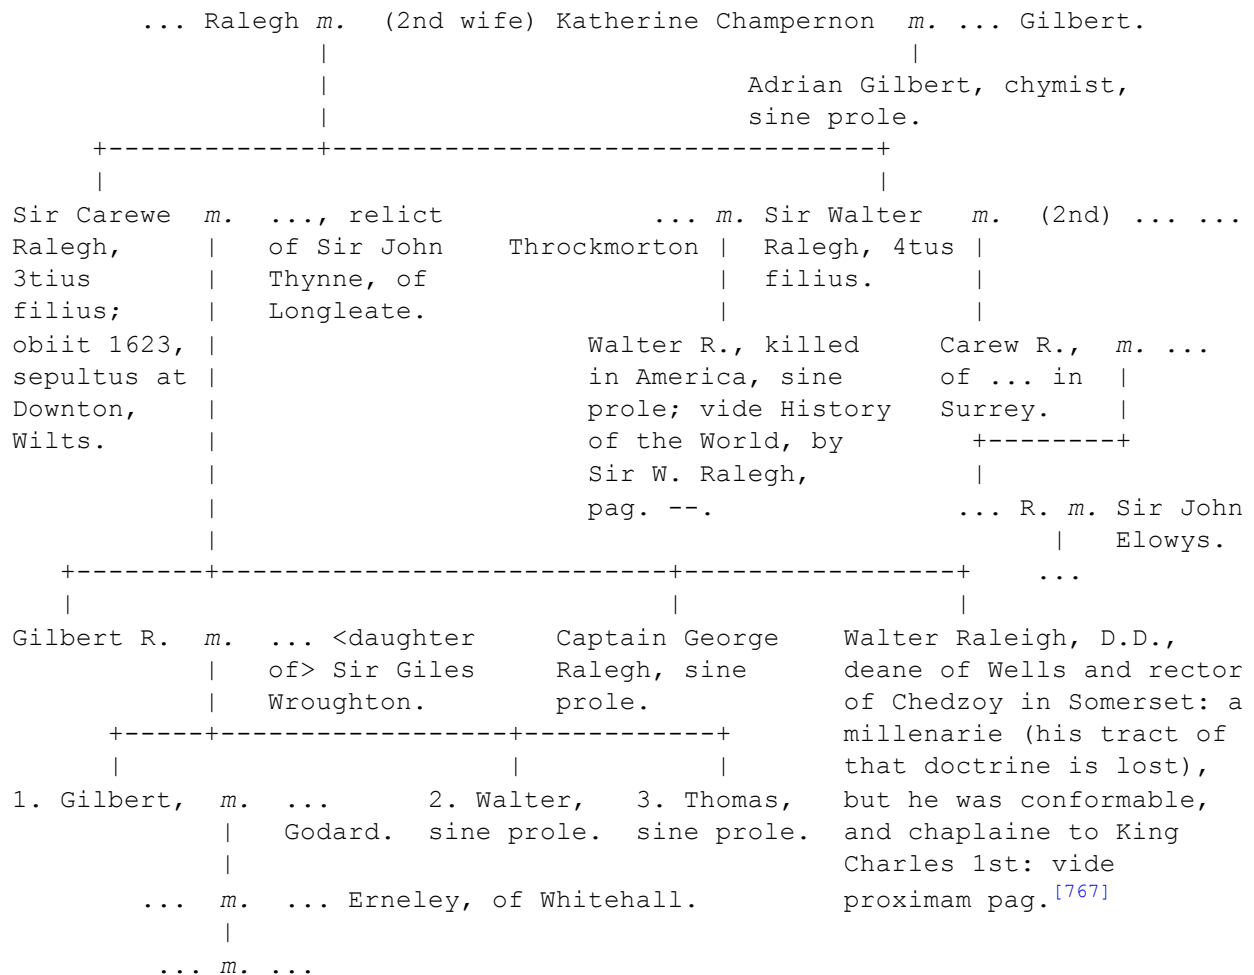 ... Ralegh m. (2nd wife) Katherine Champernon m. ... Gilbert.
Adrian Gilbert, chymist,
sine prole.
Sir Carewe m. ..., relict ... m. Sir Walter m. (2nd) ... ...
Ralegh, of Sir John Throckmorton Ralegh, 4tus
3tius Thynne, of filius.
filius; Longleate.
obiit 1623, Walter R., killed Carew R., m. ...
sepultus at in America, sine of ... in
Downton, prole; vide History Surrey.
Wilts. of the World, by
Sir W. Ralegh,
pag. --. ... R. m. Sir John
Elowys.
...
Gilbert R. m. ... <daughter Captain George Walter Raleigh, D.D.,
of> Sir Giles Ralegh, sine deane of Wells and rector
Wroughton. prole. of Chedzoy in Somerset: a
millenarie (his tract of
that doctrine is lost),
1. Gilbert, m. ... 2. Walter, 3. Thomas, but he was conformable,
Godard. sine prole. sine prole. and chaplaine to King
Charles 1st: vide
... m. ... Erneley, of Whitehall. proximam pag.[767]
... m. ...